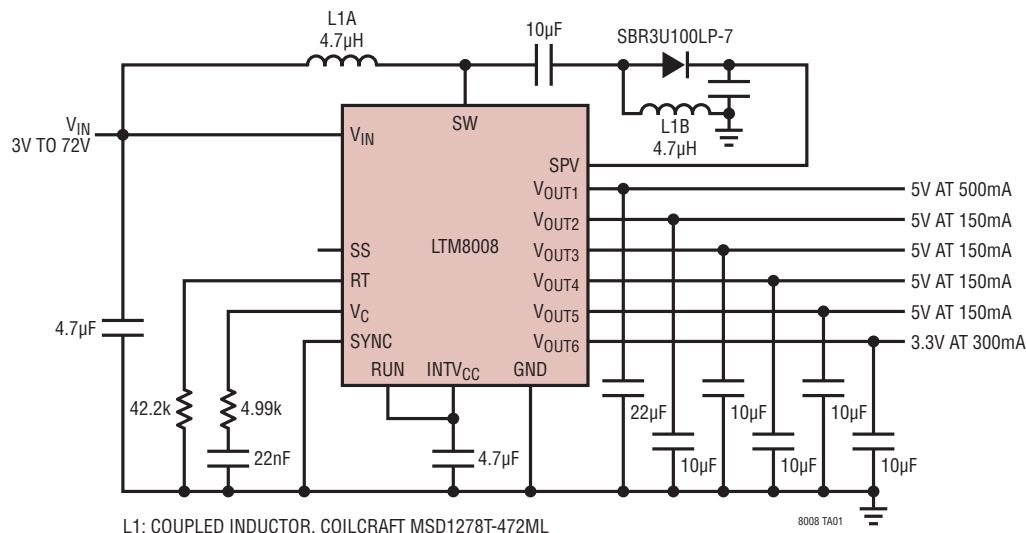 L1A
4.7µH
10µF
SBR3U100LP-7
L1B
4.7µH
VIN
3V TO 72V
VIN
SW
SPV
VOUT1
5V AT 500mA
VOUT2
5V AT 150mA
LTM8008
SS
VOUT3
5V AT 150mA
RT
VOUT4
5V AT 150mA
VC
VOUT5
5V AT 150mA
SYNC
VOUT6
3.3V AT 300mA
RUN
INTVCC
GND
4.7µF
42.2k
4.99k
22nF
4.7µF
22µF
10µF
10µF
10µF
10µF
10µF
L1: COUPLED INDUCTOR. COILCRAFT MSD1278T-472ML
8008 TA01